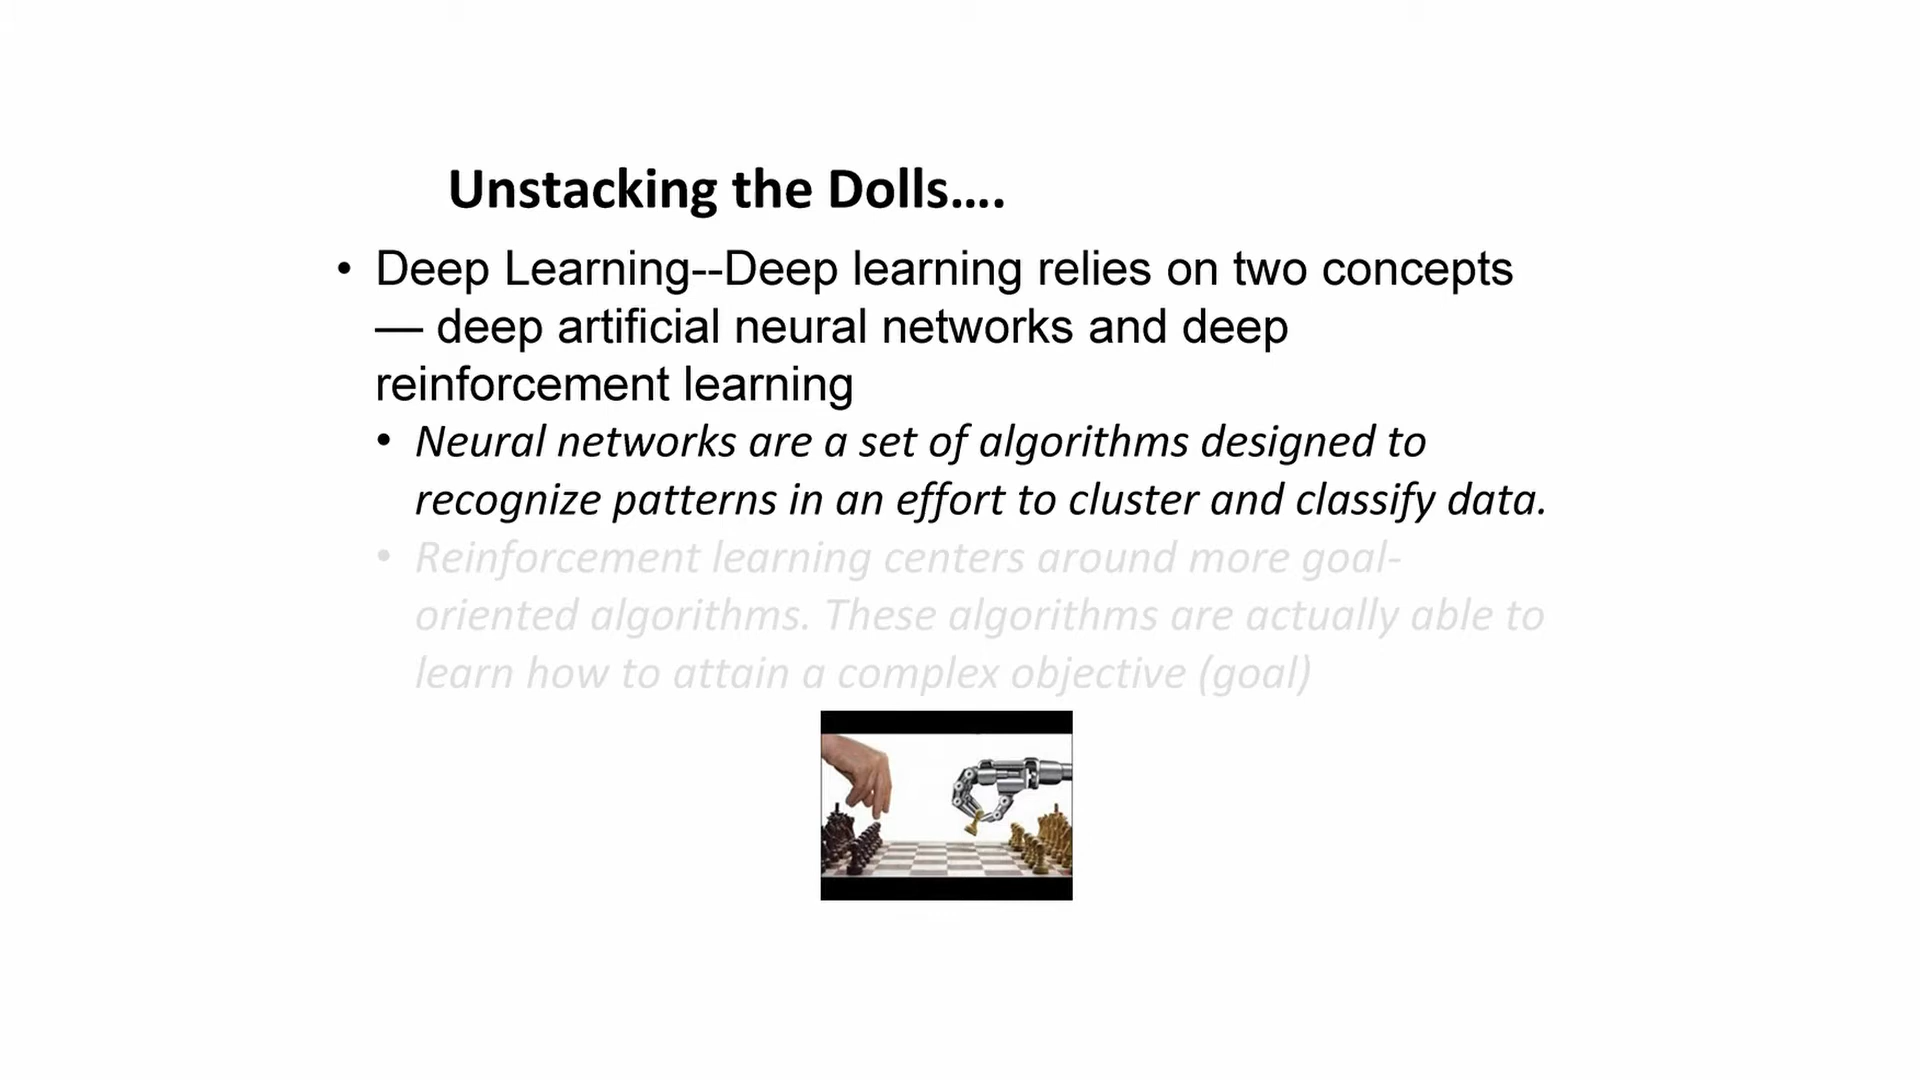 Unstacking the Dolls....
• Deep Learning--Deep learning relies on two concepts
— deep artificial neural networks and deep
reinforcement learning
• Neural networks are a set of algorithms designed to
recognize patterns in an effort to cluster and classify data.
• Reinforcement learning centers around more goal-
oriented algorithms. These algorithms are actually able to
learn how to attain a complex objective (goal)